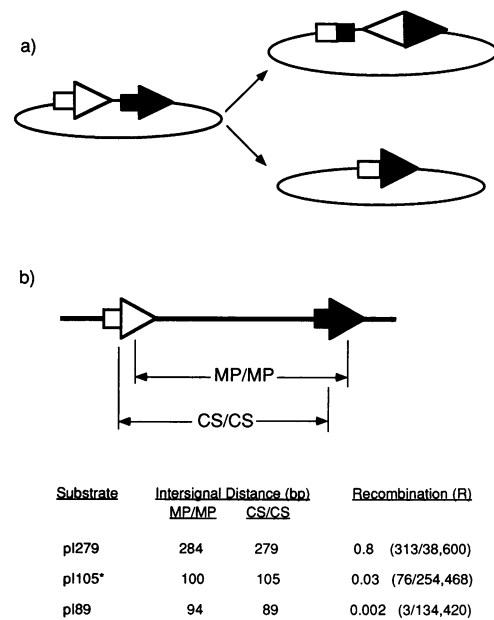 a)
b)
MP/MP
CS/CS
Substrate Intersignal Distance (bp) Recombination (R)
MP/MP CS/CS
pI279 284 279 0.8 (313/38,600)
pI105* 100 105 0.03 (76/254,468)
pI89 94 89 0.002 (3/134,420)